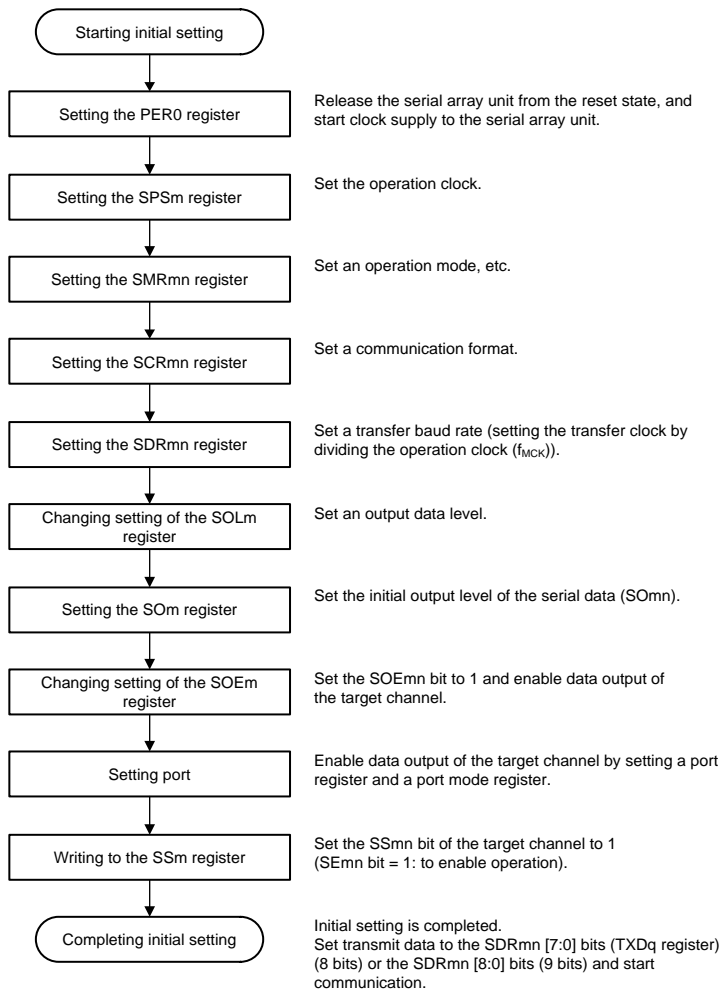 Starting initial setting
Setting the PER0 register
Release the serial array unit from the reset state, and
start clock supply to the serial array unit.
Setting the SPSm register
Set the operation clock.
Setting the SMRmn register
Set an operation mode, etc.
Setting the SCRmn register
Set a communication format.
Setting the SDRmn register
Set a transfer baud rate (setting the transfer clock by
dividing the operation clock (fMCK)).
Changing setting of the SOLm
register
Set an output data level.
Setting the SOm register
Set the initial output level of the serial data (SOmn).
Changing setting of the SOEm
register
Set the SOEmn bit to 1 and enable data output of
the target channel.
Setting port
Enable data output of the target channel by setting a port
register and a port mode register.
Writing to the SSm register
Set the SSmn bit of the target channel to 1
(SEmn bit = 1: to enable operation).
Completing initial setting
Initial setting is completed.
Set transmit data to the SDRmn [7:0] bits (TXDq register)
(8 bits) or the SDRmn [8:0] bits (9 bits) and start
communication.